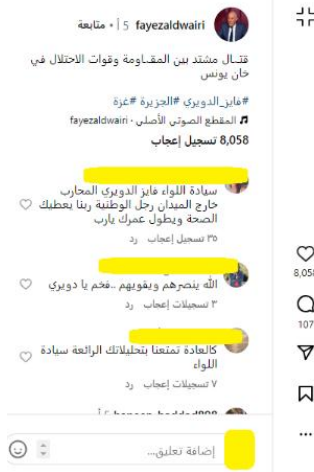 fayezaldwairi 5 أ • متابعة
قتــال مشتد بين المقـاومة وقوات الاحتلال في
خان يونس
#فايز_الدويري #الجزيرة #غزة
المقطع الصوتي الأصلي - fayezaldwairi
8,058 تسجيل إعجاب
سيادة اللواء فايز الدويري المحارب
خارج الميدان رجل الوطنية ربنا يعطيك
الصحة ويطول عمرك يارب
٣٥ تسجيل إعجاب رد
الله ينصرهم ويقويهم ..فخم يا دويري
٣ تسجيلات إعجاب رد
كالعادة تمتعنا بتحليلاتك الرائعة سيادة
اللواء
٧ تسجيلات إعجاب رد
إضافة تعليق...
8,058
107